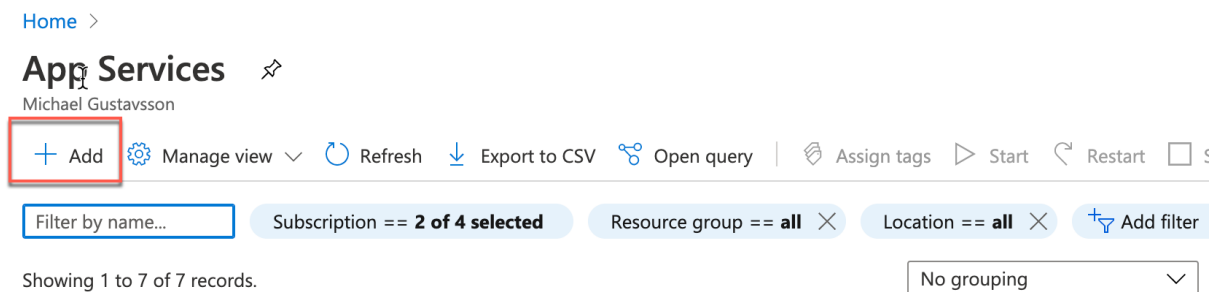 Home
App Services
Michael Gustavsson
Add Manage view Refresh Export to CSV Open query Assign tags Start Restart
Filter by name... Subscription == 2 of 4 selected Resource group == all Location == all Add filter
Showing 1 to 7 of 7 records. No grouping